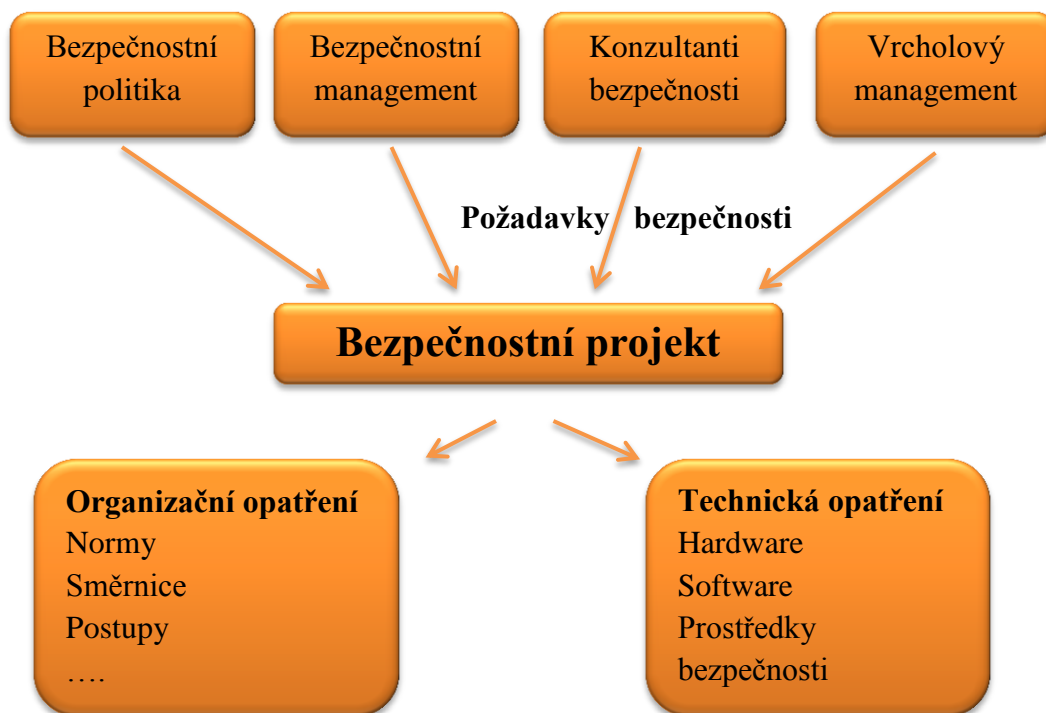 Bezpečnostní
politika
Bezpečnostní
management
Konzultanti
bezpečnosti
Vrcholový
management
Požadavky bezpečnosti
Bezpečnostní projekt
Organizační opatření
Normy
Směrnice
Postupy
….
Technická opatření
Hardware
Software
Prostředky
bezpečnosti